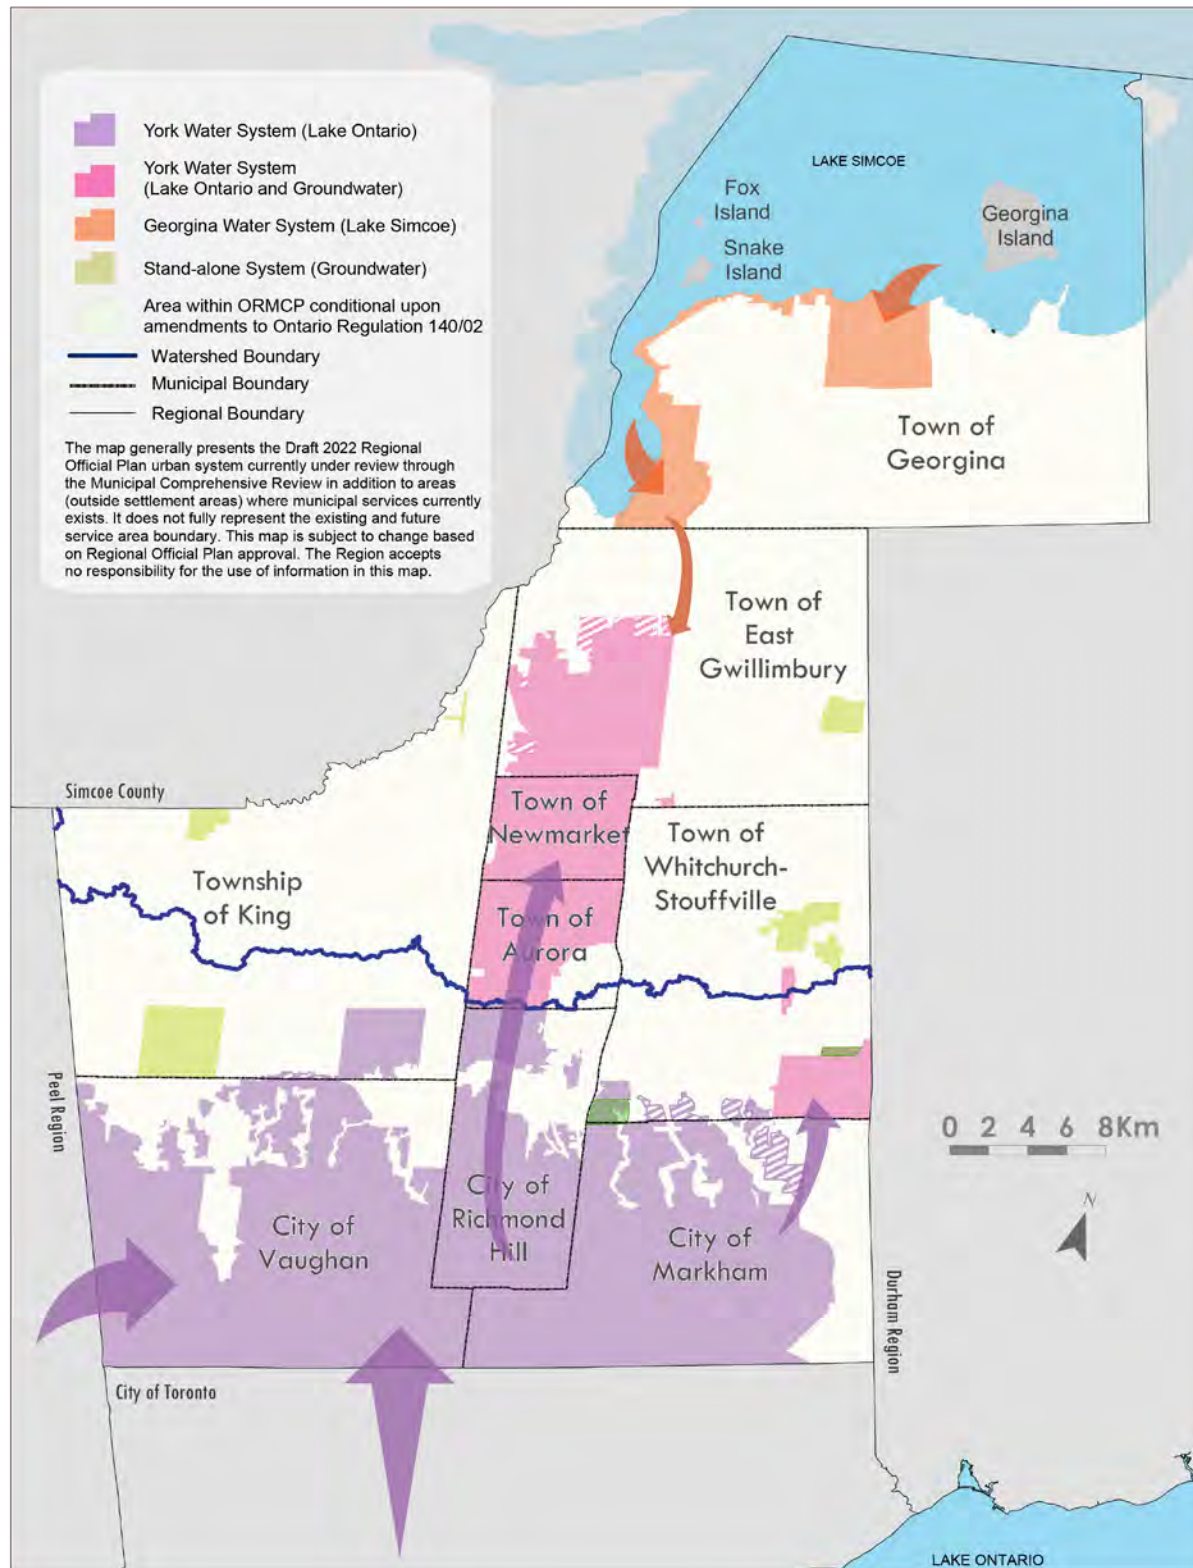 York Water System (Lake Ontario)
York Water System
(Lake Ontario and Groundwater)
Georgina Water System (Lake Simcoe)
Stand-alone System (Groundwater)
Area within ORMCP conditional upon
amendments to Ontario Regulation 140/02
Watershed Boundary
Municipal Boundary
Regional Boundary
The map generally presents the Draft 2022 Regional
Official Plan urban system currently under review through
the Municipal Comprehensive Review in addition to areas
(outside settlement areas) where municipal services currently
exists. It does not fully represent the existing and future
service area boundary. This map is subject to change based
on Regional Official Plan approval. The Region accepts
no responsibility for the use of information in this map.
LAKE SIMCOE
Fox
Island
Snake
Island
Georgina
Island
Town of
Georgina
Town of
East
Gwillimbury
Simcoe County
Town of
Newmarket
Town of
Whitchurch-
Stouffville
Township
of King
Town of
Aurora
Peel Region
City of
Vaughan
City of
Richmond
Hill
City of
Markham
0 2 4 6 8Km
N
Durham Region
City of Toronto
LAKE ONTARIO